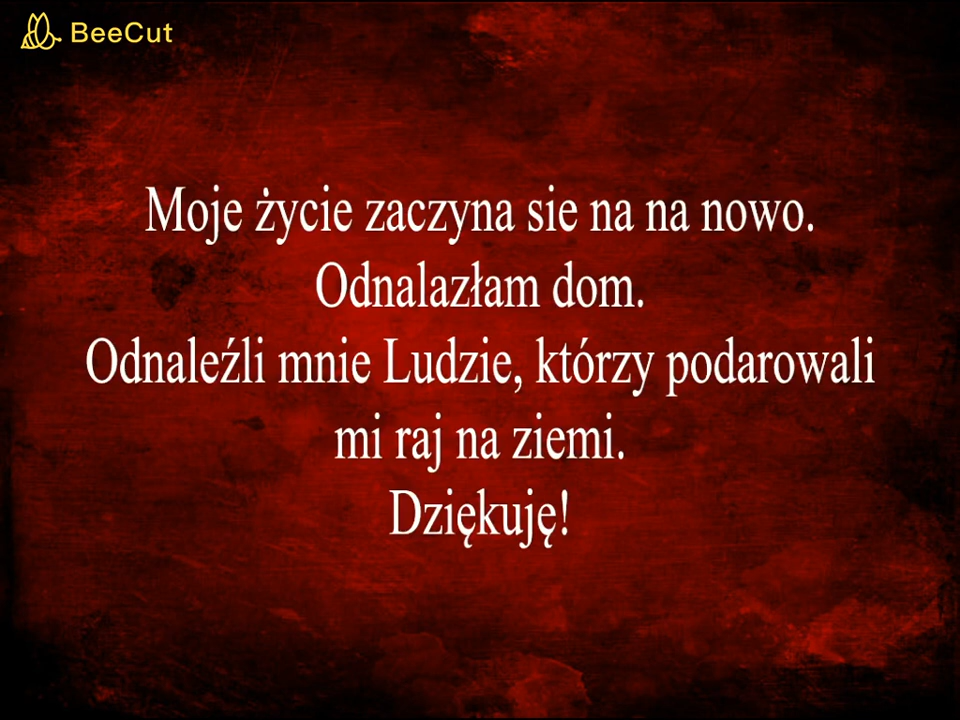 BeeCut
Moje życie zaczyna sie na na nowo.
Odnalazłam dom.
Odnaleźli mnie Ludzie, którzy podarowali
mi raj na ziemi.
Dziękuję!